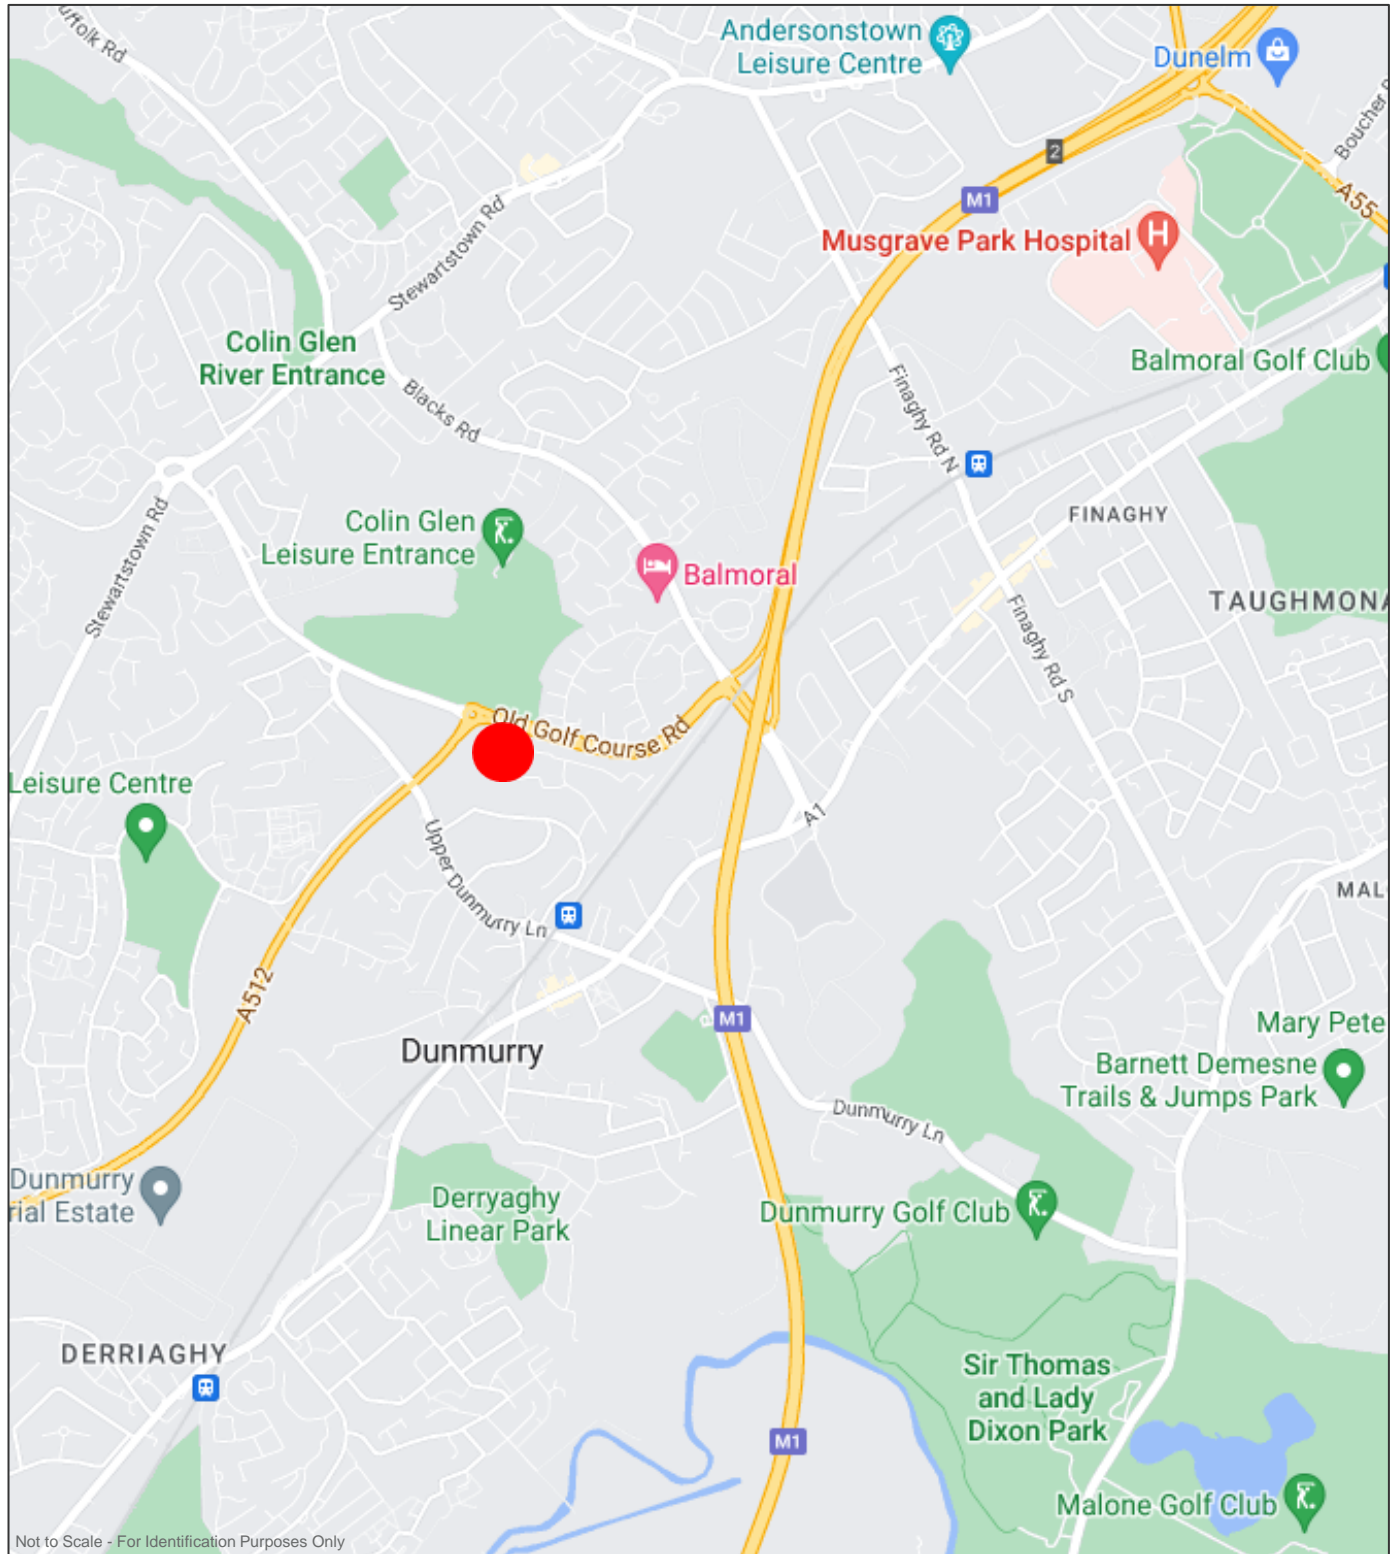 uffolk Rd
Andersonstown
Leisure Centre
Dunelm
Boucher R
2
M1
A55
Musgrave Park Hospital
H
Stewartstown Rd
Colin Glen
River Entrance
Balmoral Golf Club
Blacks Rd
Finaghy Rd N
Stewartstown Rd
Colin Glen
Leisure Entrance
FINAGHY
Balmoral
TAUGHMONA
Finaghy Rd S
Old Golf Course Rd
Leisure Centre
A1
Upper Dunmurry Ln
MAL
A512
M1
Mary Pete
Dunmurry
Barnett Demesne
Trails & Jumps Park
Dunmurry Ln
Dunmurry
rial Estate
Derryaghy
Linear Park
Dunmurry Golf Club
DERRIAGHY
Sir Thomas
and Lady
Dixon Park
M1
Malone Golf Club
Not to Scale - For Identification Purposes Only